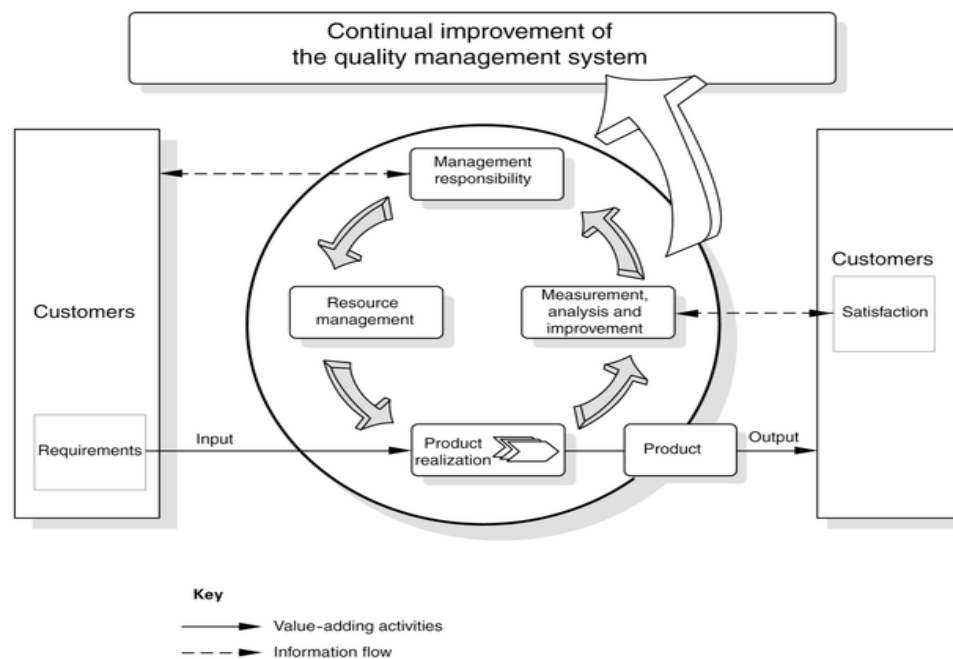 Continual improvement of
the quality management system
Management
responsibility
Customers
Resource
management
Measurement,
analysis and
improvement
Customers
Satisfaction
Requirements
Input
Product
realization
Product
Output
Key
Value-adding activities
Information flow